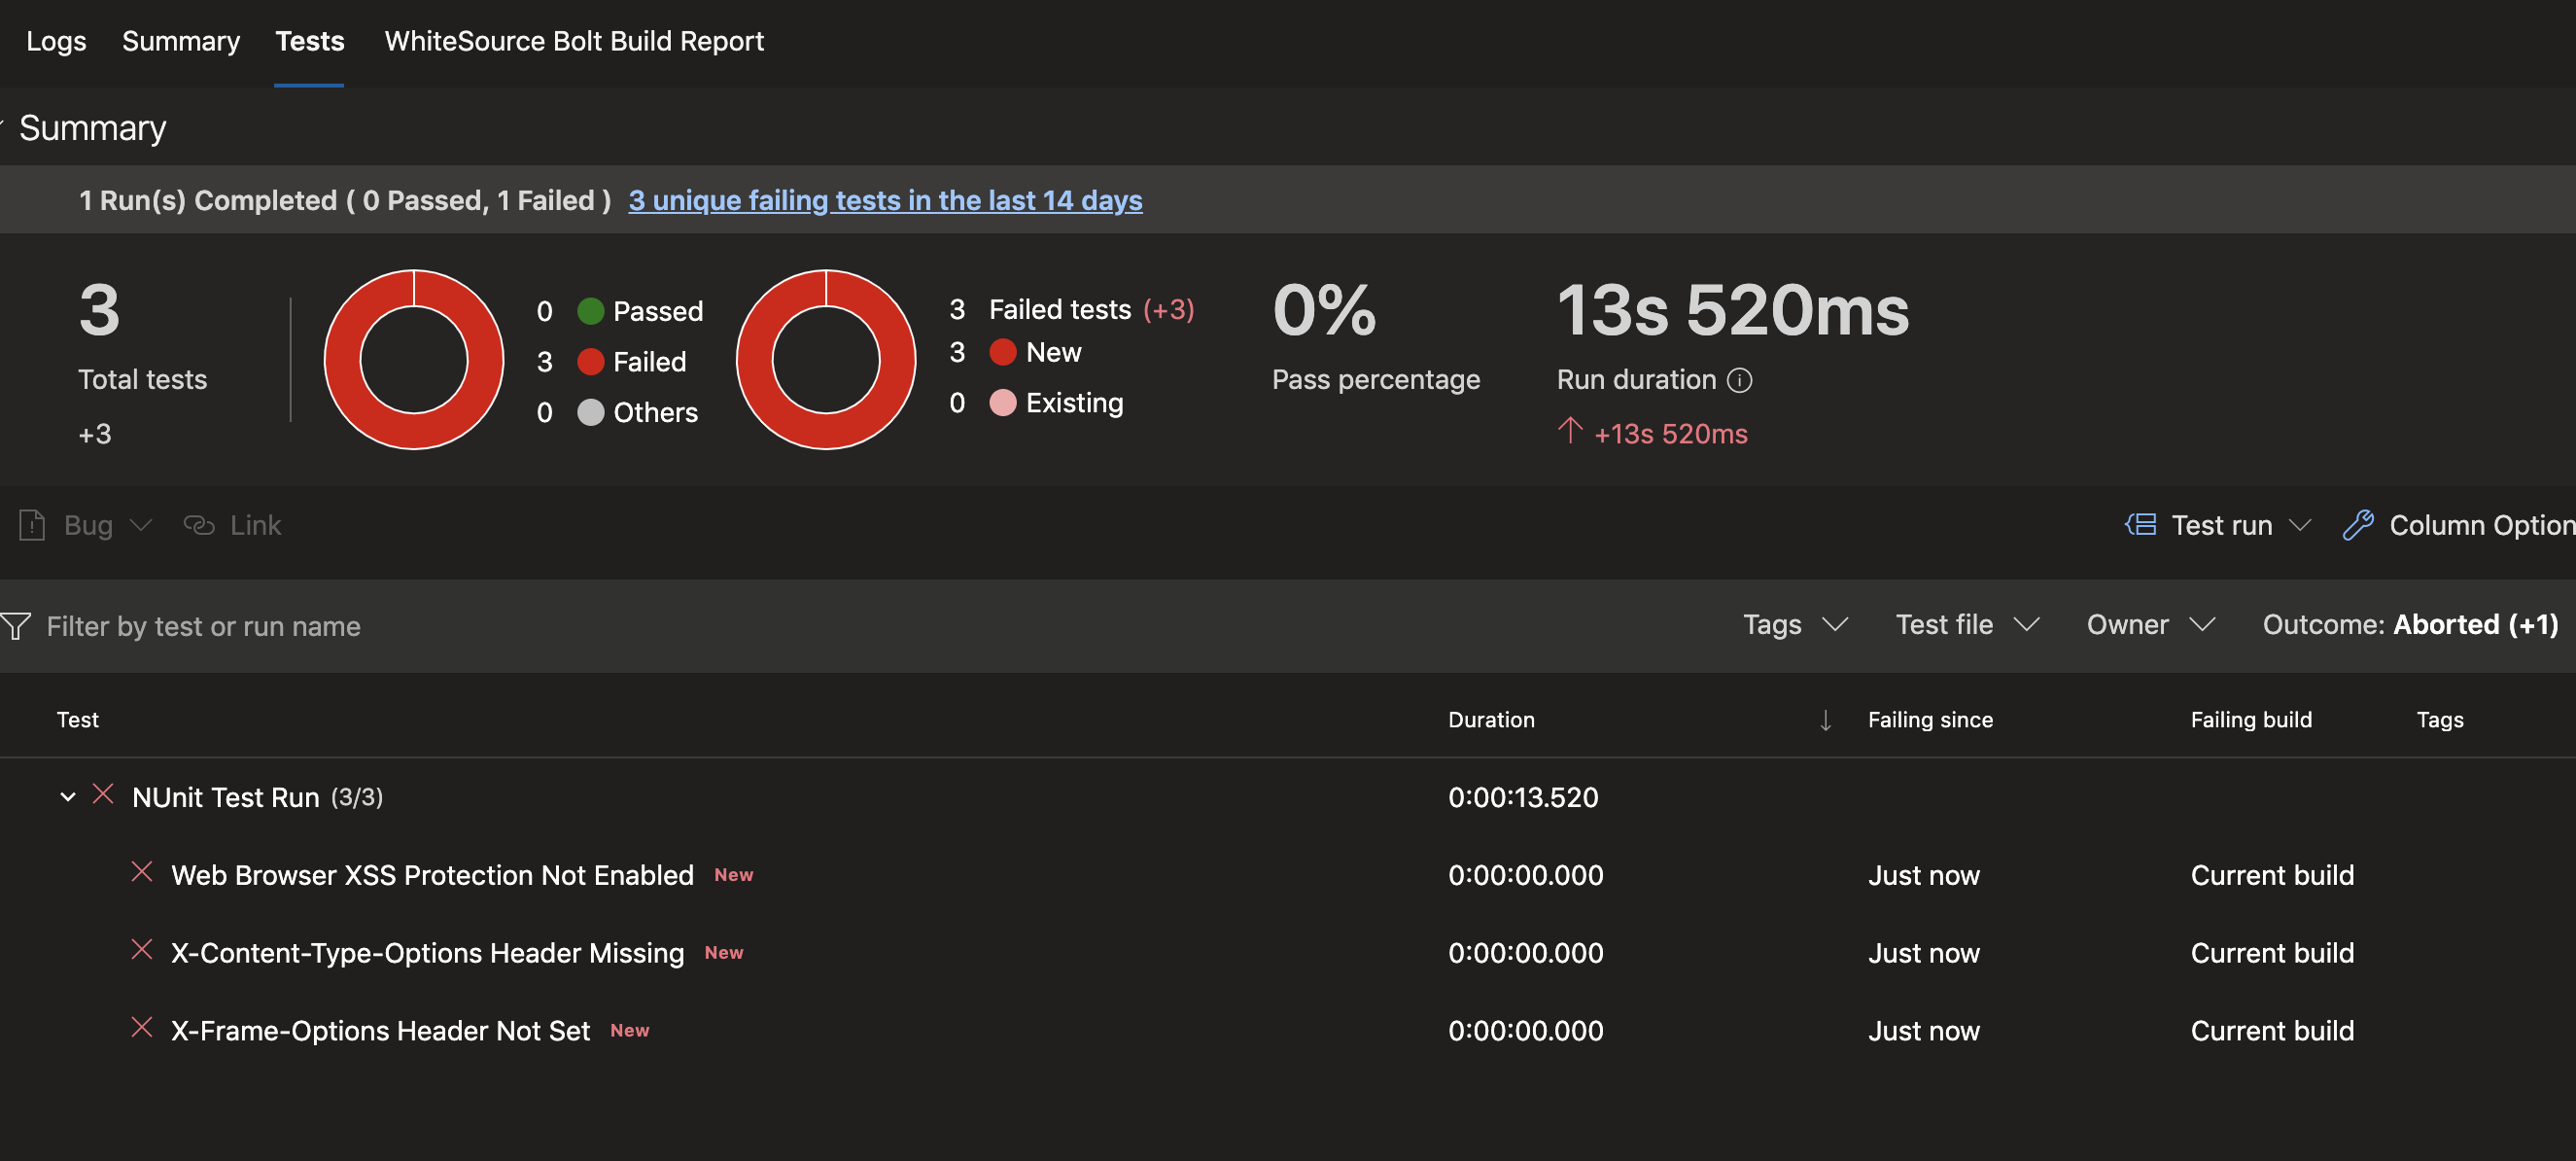 Logs Summary Tests WhiteSource Bolt Build Report
Summary
1 Run(s) Completed ( 0 Passed, 1 Failed ) 3 unique failing tests in the last 14 days
3
Total tests
+3
0 Passed
3 Failed
0 Others
3 Failed tests (+3)
3 New
0 Existing
0%
Pass percentage
13s 520ms
Run duration
+13s 520ms
Bug Link Test run Column Option
Filter by test or run name Tags Test file Owner Outcome: Aborted (+1)
Test Duration Failing since Failing build Tags
NUnit Test Run (3/3) 0:00:13.520
Web Browser XSS Protection Not Enabled New 0:00:00.000 Just now Current build
X-Content-Type-Options Header Missing New 0:00:00.000 Just now Current build
X-Frame-Options Header Not Set New 0:00:00.000 Just now Current build